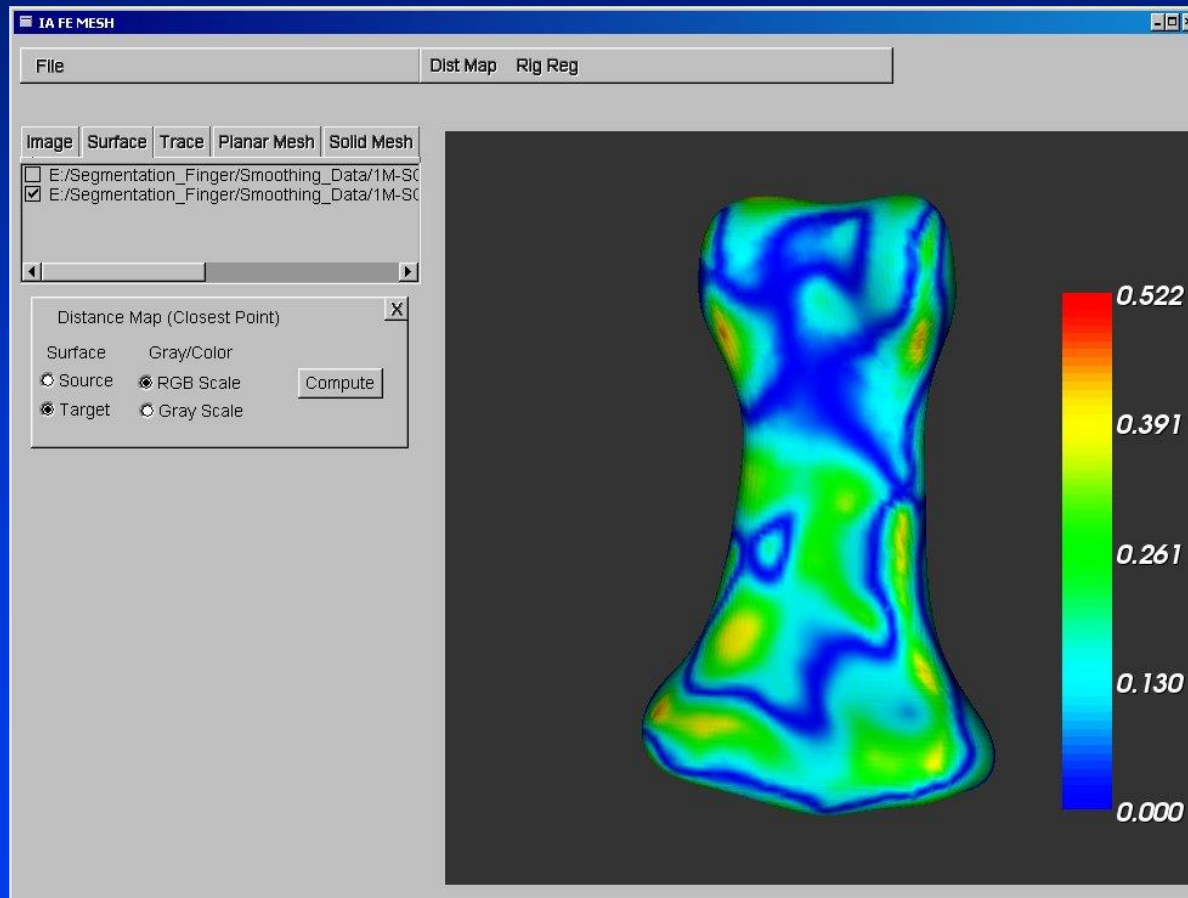 IA FE MESH
File Dist Map Rig Reg
Image Surface Trace Planar Mesh Solid Mesh
E:/Segmentation_Finger/Smoothing_Data/1M-S
E:/Segmentation_Finger/Smoothing_Data/1M-S
Distance Map (Closest Point) X
Surface Gray/Color
Source RGB Scale Compute
Target Gray Scale
0.522
0.391
0.261
0.130
0.000